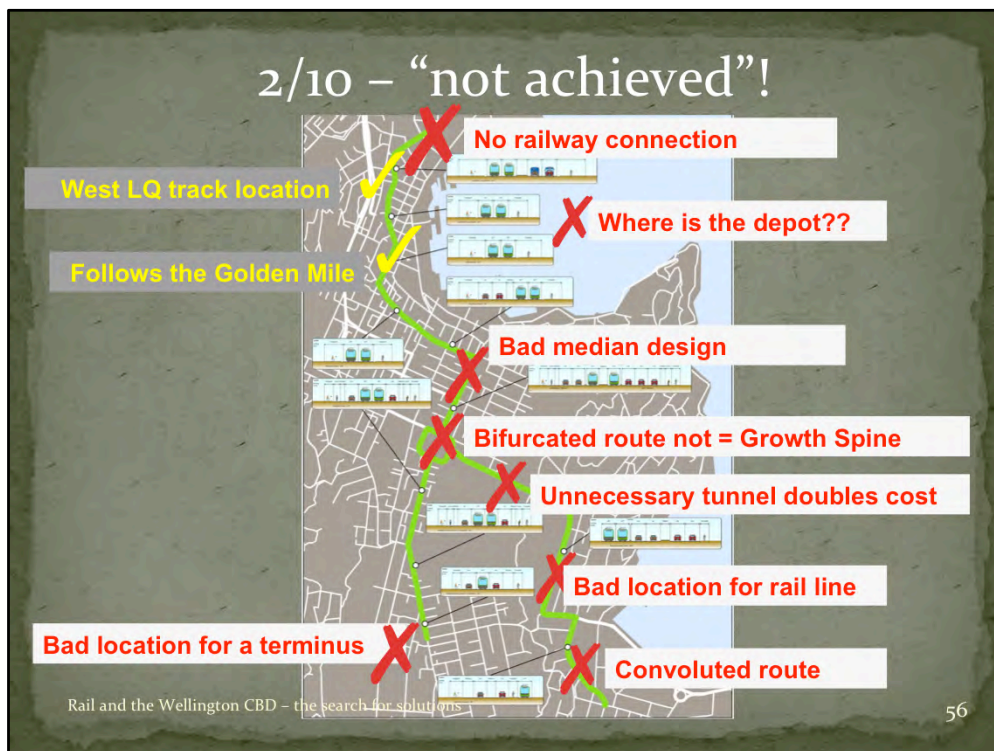 2/10 – “not achieved”!
No railway connection
West LQ track location
Where is the depot??
Follows the Golden Mile
Bad median design
Bifurcated route not = Growth Spine
Unnecessary tunnel doubles cost
Bad location for rail line
Bad location for a terminus
Convoluted route
Rail and the Wellington CBD – the search for solutions
56